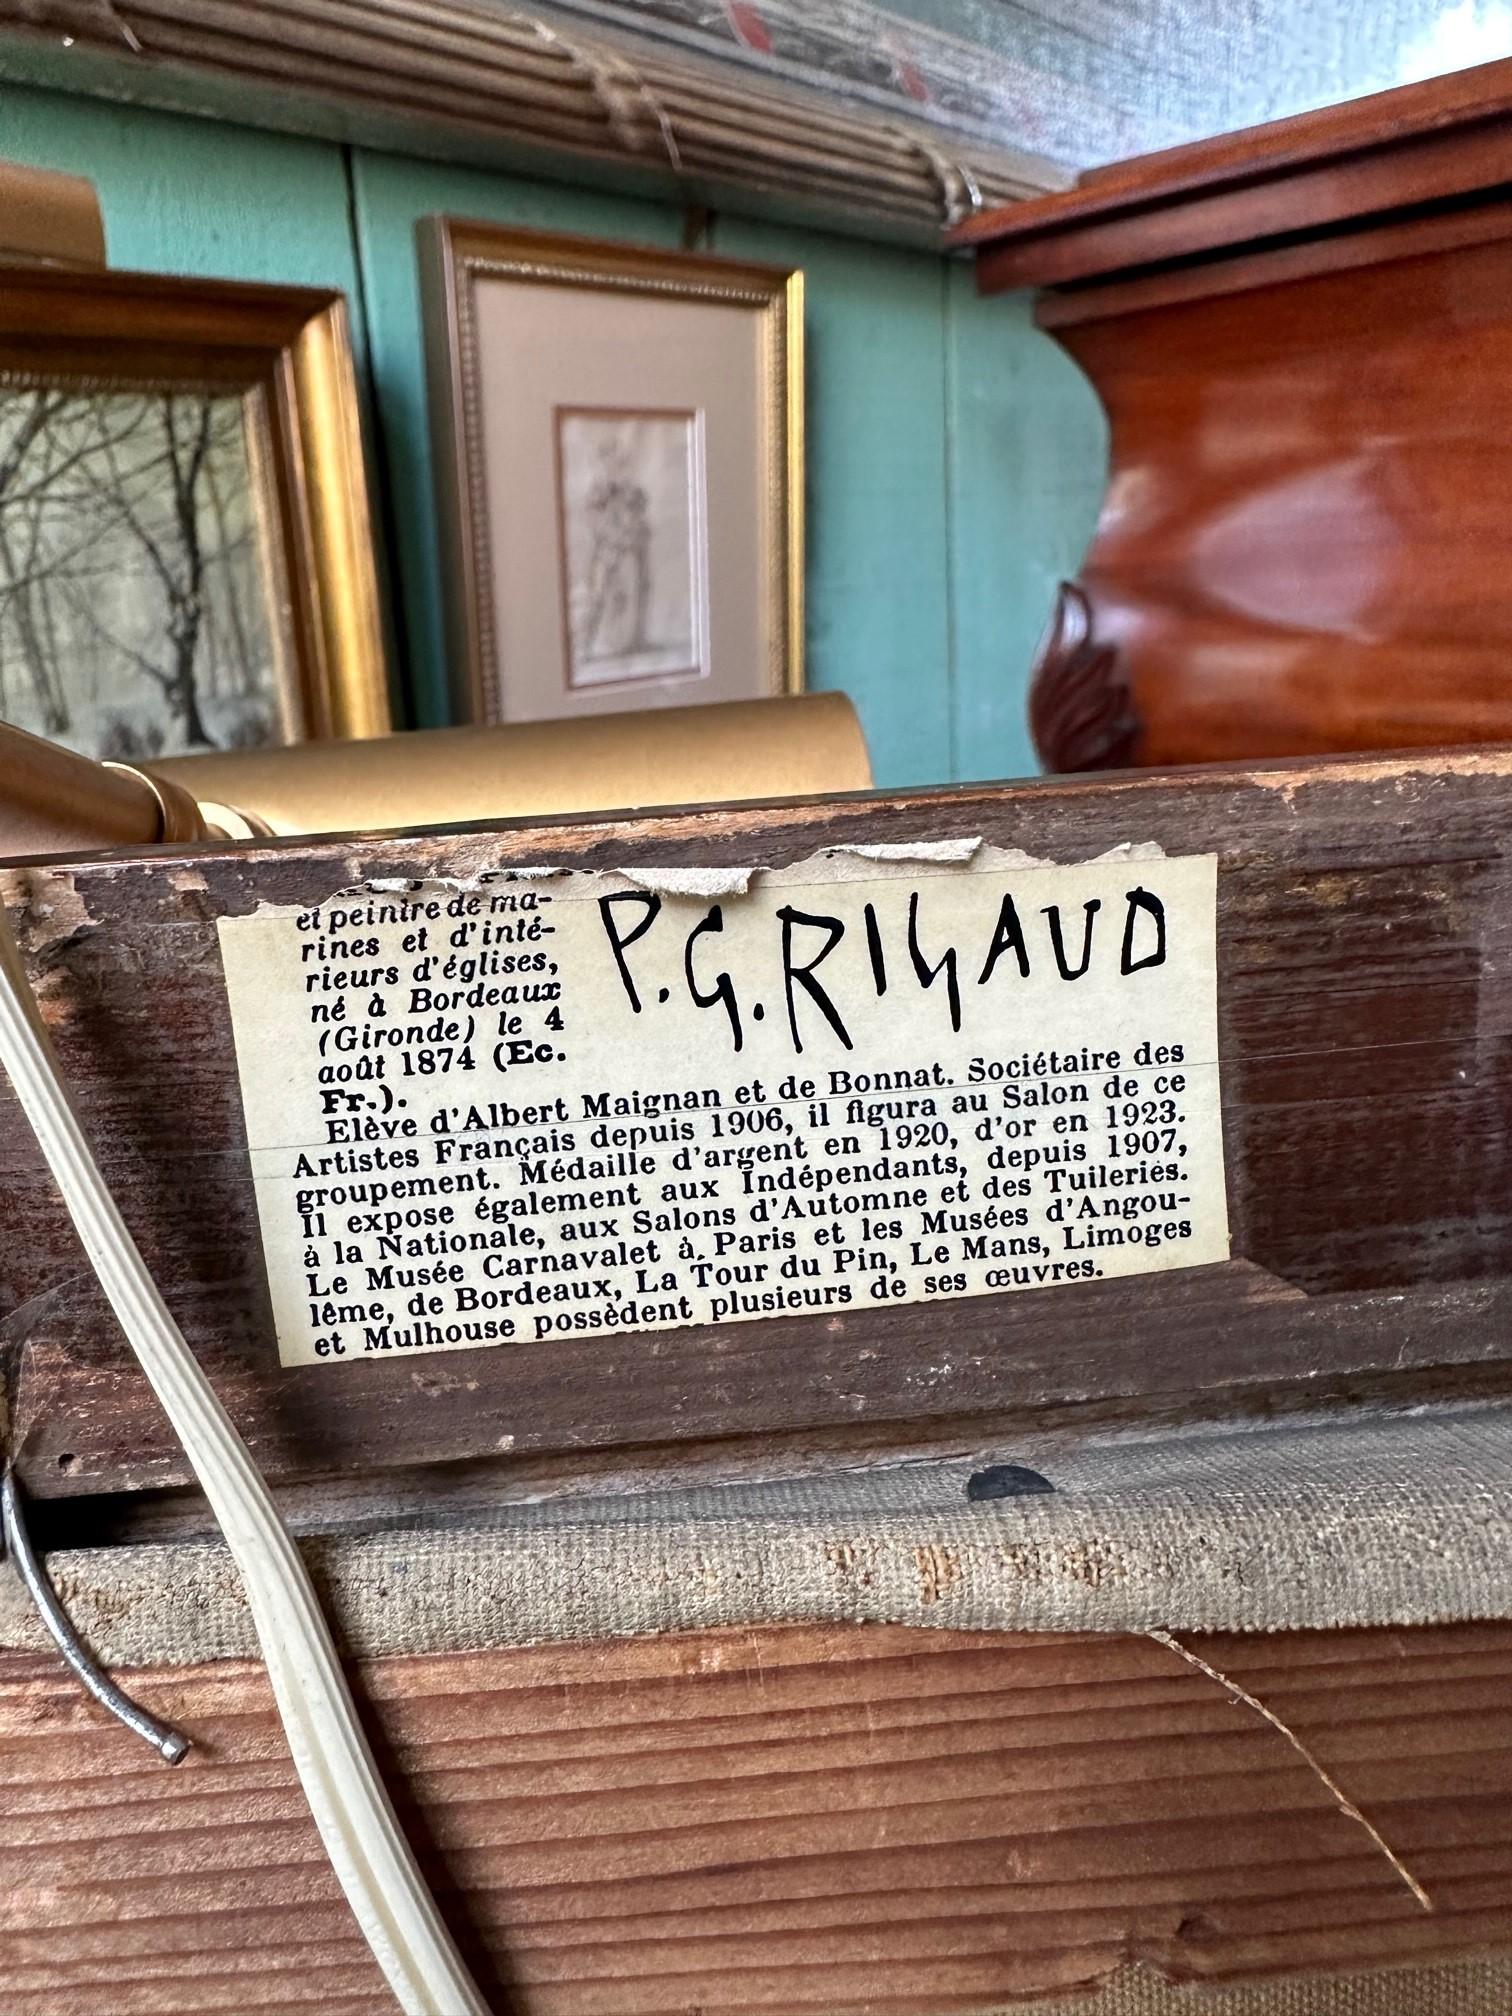 et peintre de ma-
rines et d'inté-
rieurs d'églises,
né à Bordeaux
(Gironde) le 4
août 1874 (Ec.
Fr.).
P.G.RIGAUD
Elève d'Albert Maignan et de Bonnat. Sociétaire des
Artistes Français depuis 1906, il figura au Salon de ce
groupement. Médaille d'argent en 1920, d'or en 1923.
Il expose également aux Indépendants, depuis 1907,
à la Nationale, aux Salons d'Automne et des Tuileries.
Le Musée Carnavalet à Paris et les Musées d'Angou-
lême, de Bordeaux, La Tour du Pin, Le Mans, Limoges
et Mulhouse possèdent plusieurs de ses œuvres.